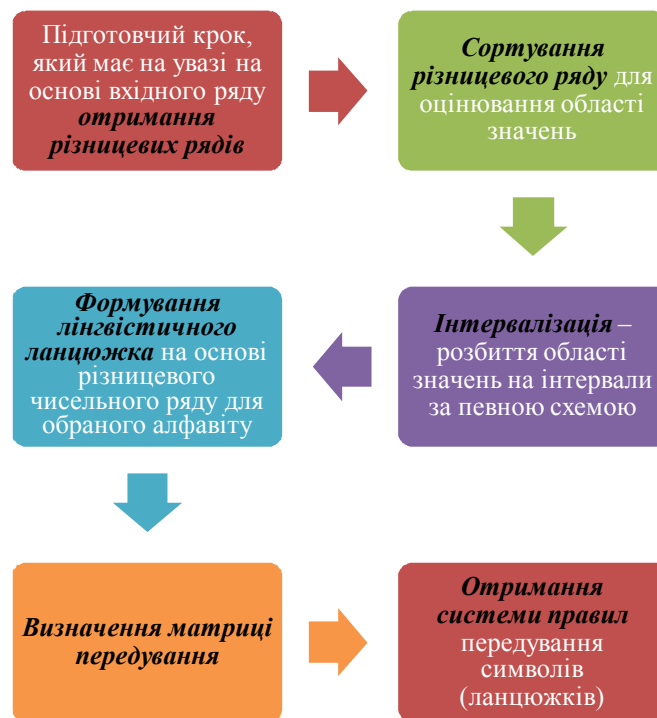 Підготовчий крок,
який має на увазі на
основі вхідного ряду
отримання
різницевих рядів
Сортування
різницевого ряду для
оцінювання області
значень
Інтервалізація –
розбиття області
значень на інтервали
за певною схемою
Формування
лінгвістичного
ланцюжка на основі
різницевого
чисельного ряду для
обраного алфавіту
Визначення матриці
передування
Отримання
системи правил
передування
символів
(ланцюжків)